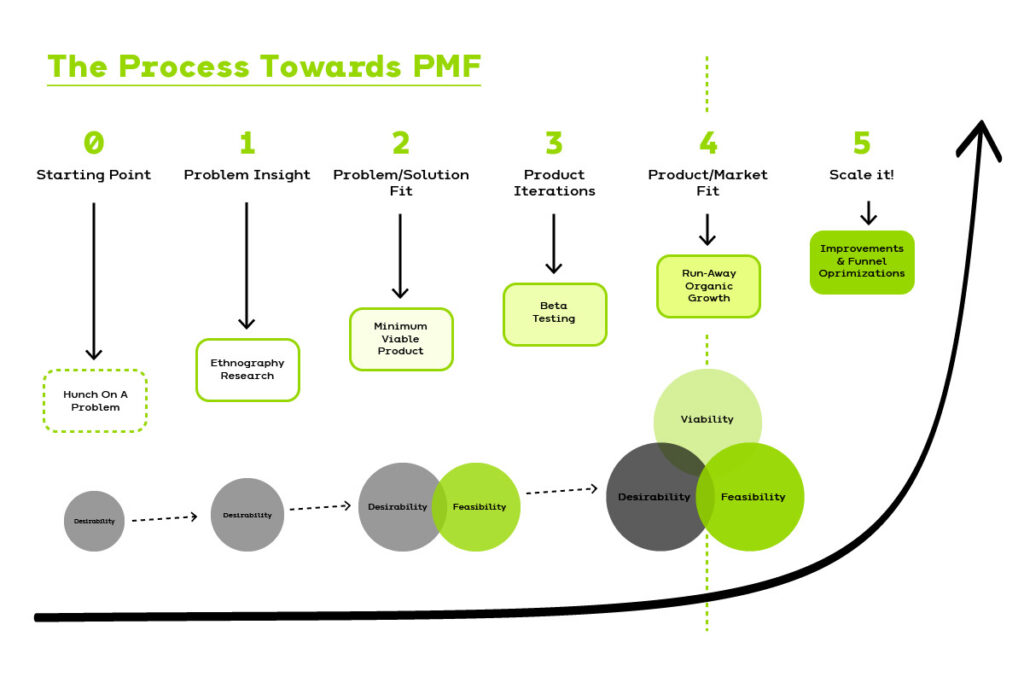 The Process Towards PMF
0
Starting Point
Hunch On A
Problem
1
Problem Insight
Ethnography
Research
2
Problem/Solution
Fit
Minimum
Viable
Product
3
Product
Iterations
Beta
Testing
4
Product/Market
Fit
Run-Away
Organic
Growth
5
Scale it!
Improvements
& Funnel
Oprimizations
Desirability
Desirability
Desirability
Feasibility
Viability
Desirability
Feasibility